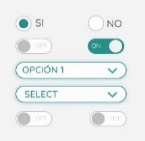 SI NO
OFF ON
OPCIÓN 1
SELECT
OFF OFF